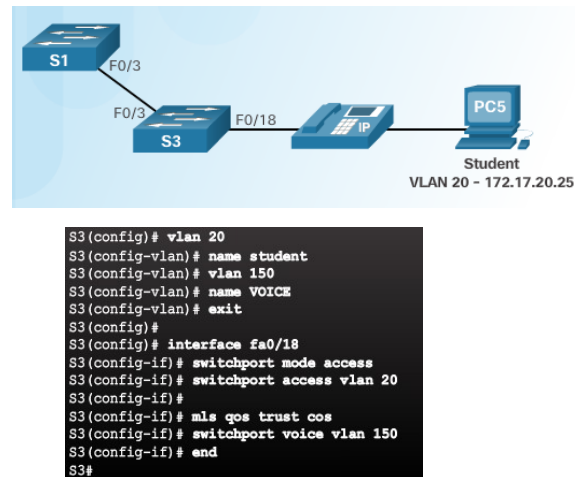 S1
F0/3
F0/3
S3
F0/18
IP
PC5
Student
VLAN 20 - 172.17.20.25
S3(config)# vlan 20
S3(config-vlan)# name student
S3(config-vlan)# vlan 150
S3(config-vlan)# name VOICE
S3(config-vlan)# exit
S3(config)#
S3(config)# interface fa0/18
S3(config-if)# switchport mode access
S3(config-if)# switchport access vlan 20
S3(config-if)#
S3(config-if)# mls qos trust cos
S3(config-if)# switchport voice vlan 150
S3(config-if)# end
S3#